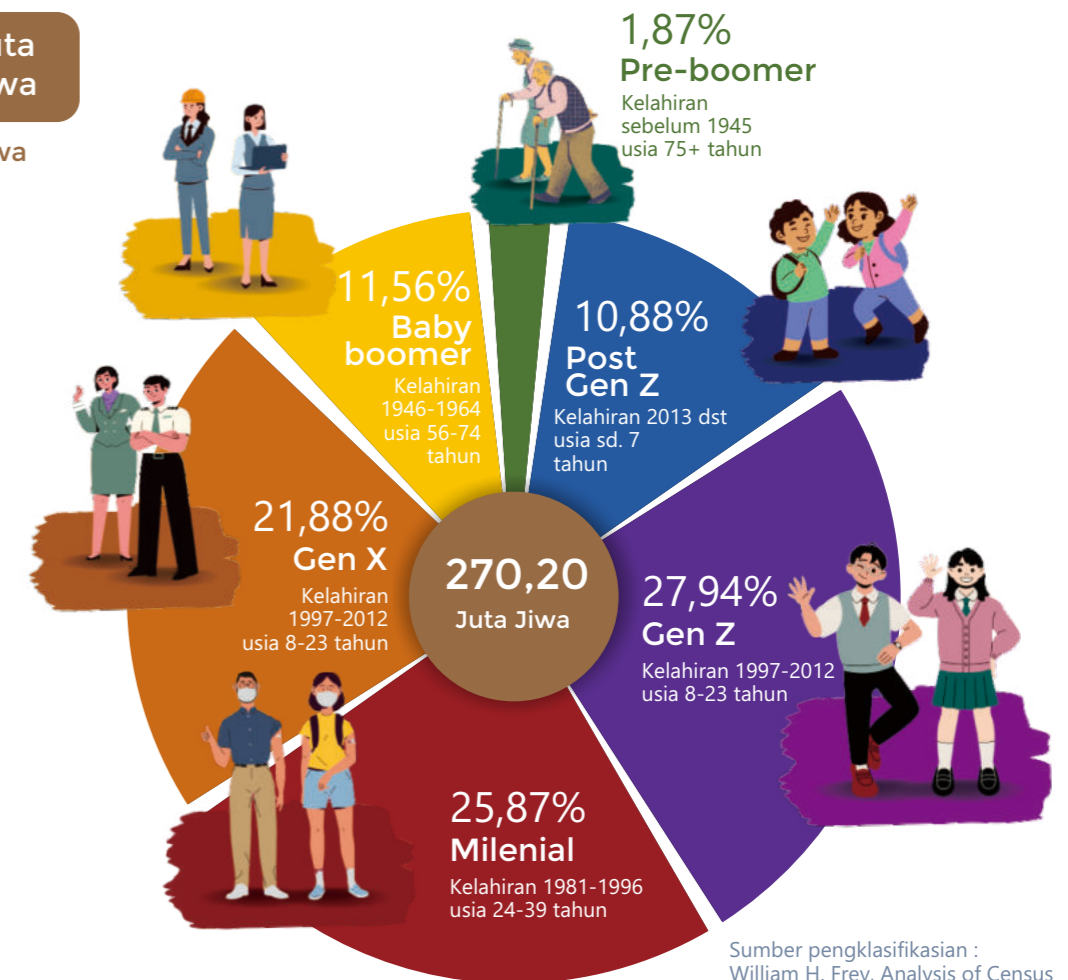 1,87%
Pre-boomer
Kelahiran
sebelum 1945
usia 75+ tahun
11,56%
Baby
boomer
Kelahiran
1946-1964
usia 56-74
tahun
10,88%
Post
Gen Z
Kelahiran 2013 dst
usia sd. 7
tahun
21,88%
Gen X
Kelahiran
1997-2012
usia 8-23 tahun
270,20
Juta Jiwa
27,94%
Gen Z
Kelahiran 1997-2012
usia 8-23 tahun
25,87%
Milenial
Kelahiran 1981-1996
usia 24-39 tahun
Sumber pengklasifikasian :
William H. Frey, Analysis of Census